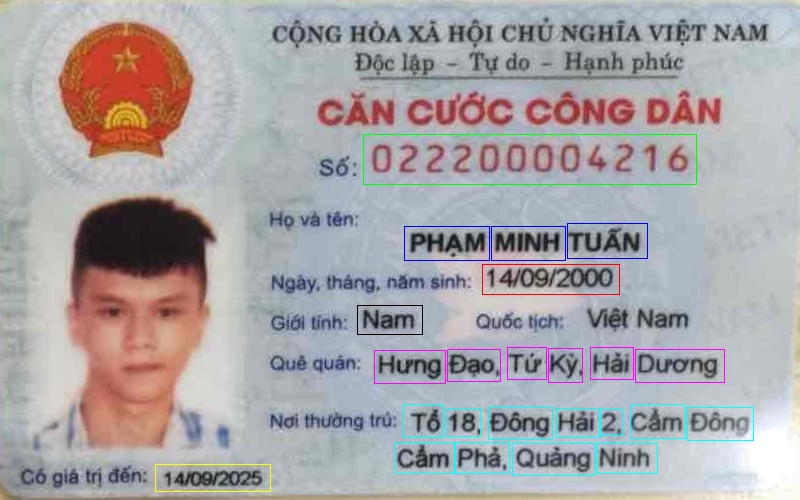 CỘNG HÒA XÃ HỘI CHỦ NGHĨA VIỆT NAM
Độc lập - Tự do - Hạnh phúc
CĂN CƯỚC CÔNG DÂN
Số: 022200004216
Họ và tên:
PHẠM MINH TUẤN
Ngày, tháng, năm sinh: 14/09/2000
Giới tính: Nam Quốc tịch: Việt Nam
Quê quán: Hưng Đạo, Tứ Kỳ, Hải Dương
Nơi thường trú: Tổ 18, Đông Hải 2, Cẩm Đông
Cẩm Phả, Quảng Ninh
Có giá trị đến: 14/09/2025